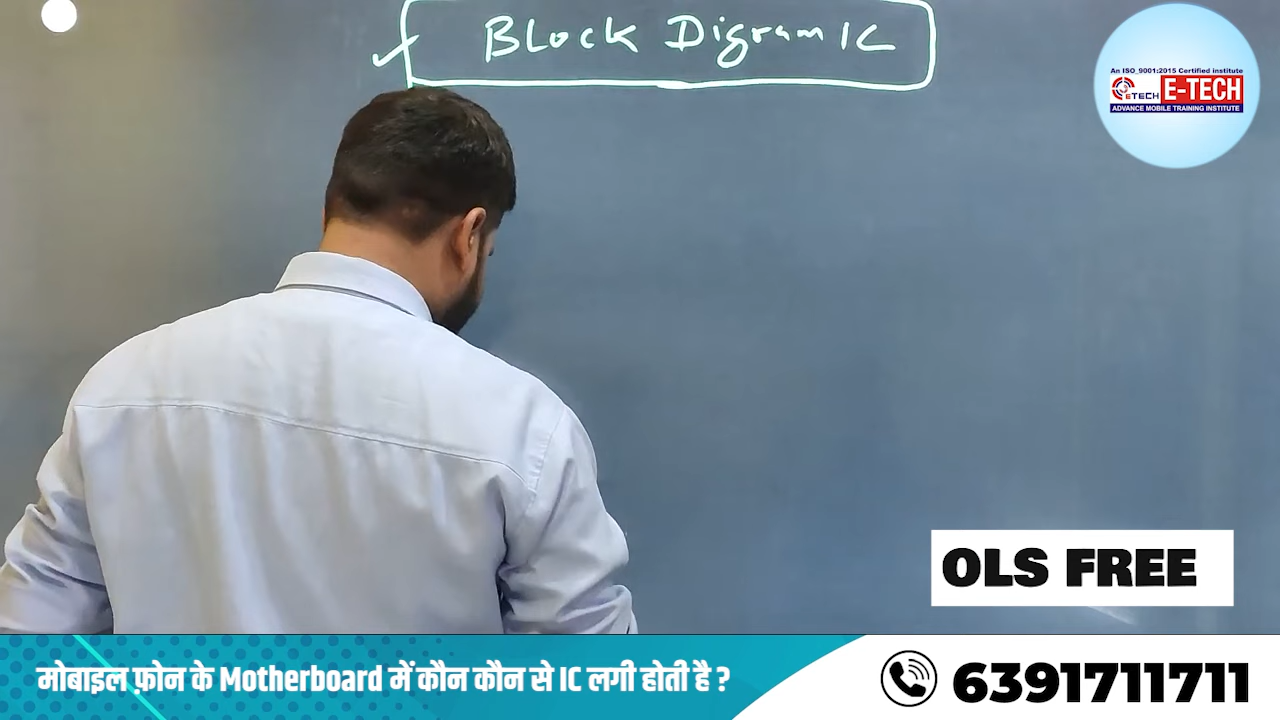 Block Digram IC
An ISO_9001:2015 Certified institute
ETECH E-TECH
ADVANCE MOBILE TRAINING INSTITUTE
OLS FREE
मोबाइल फ़ोन के Motherboard में कौन कौन से IC लगी होती है ?
6391711711